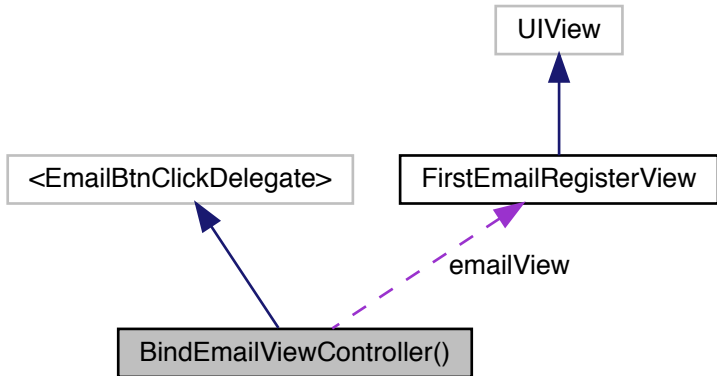 UIView
<EmailBtnClickDelegate>
FirstEmailRegisterView
emailView
BindEmailViewController()